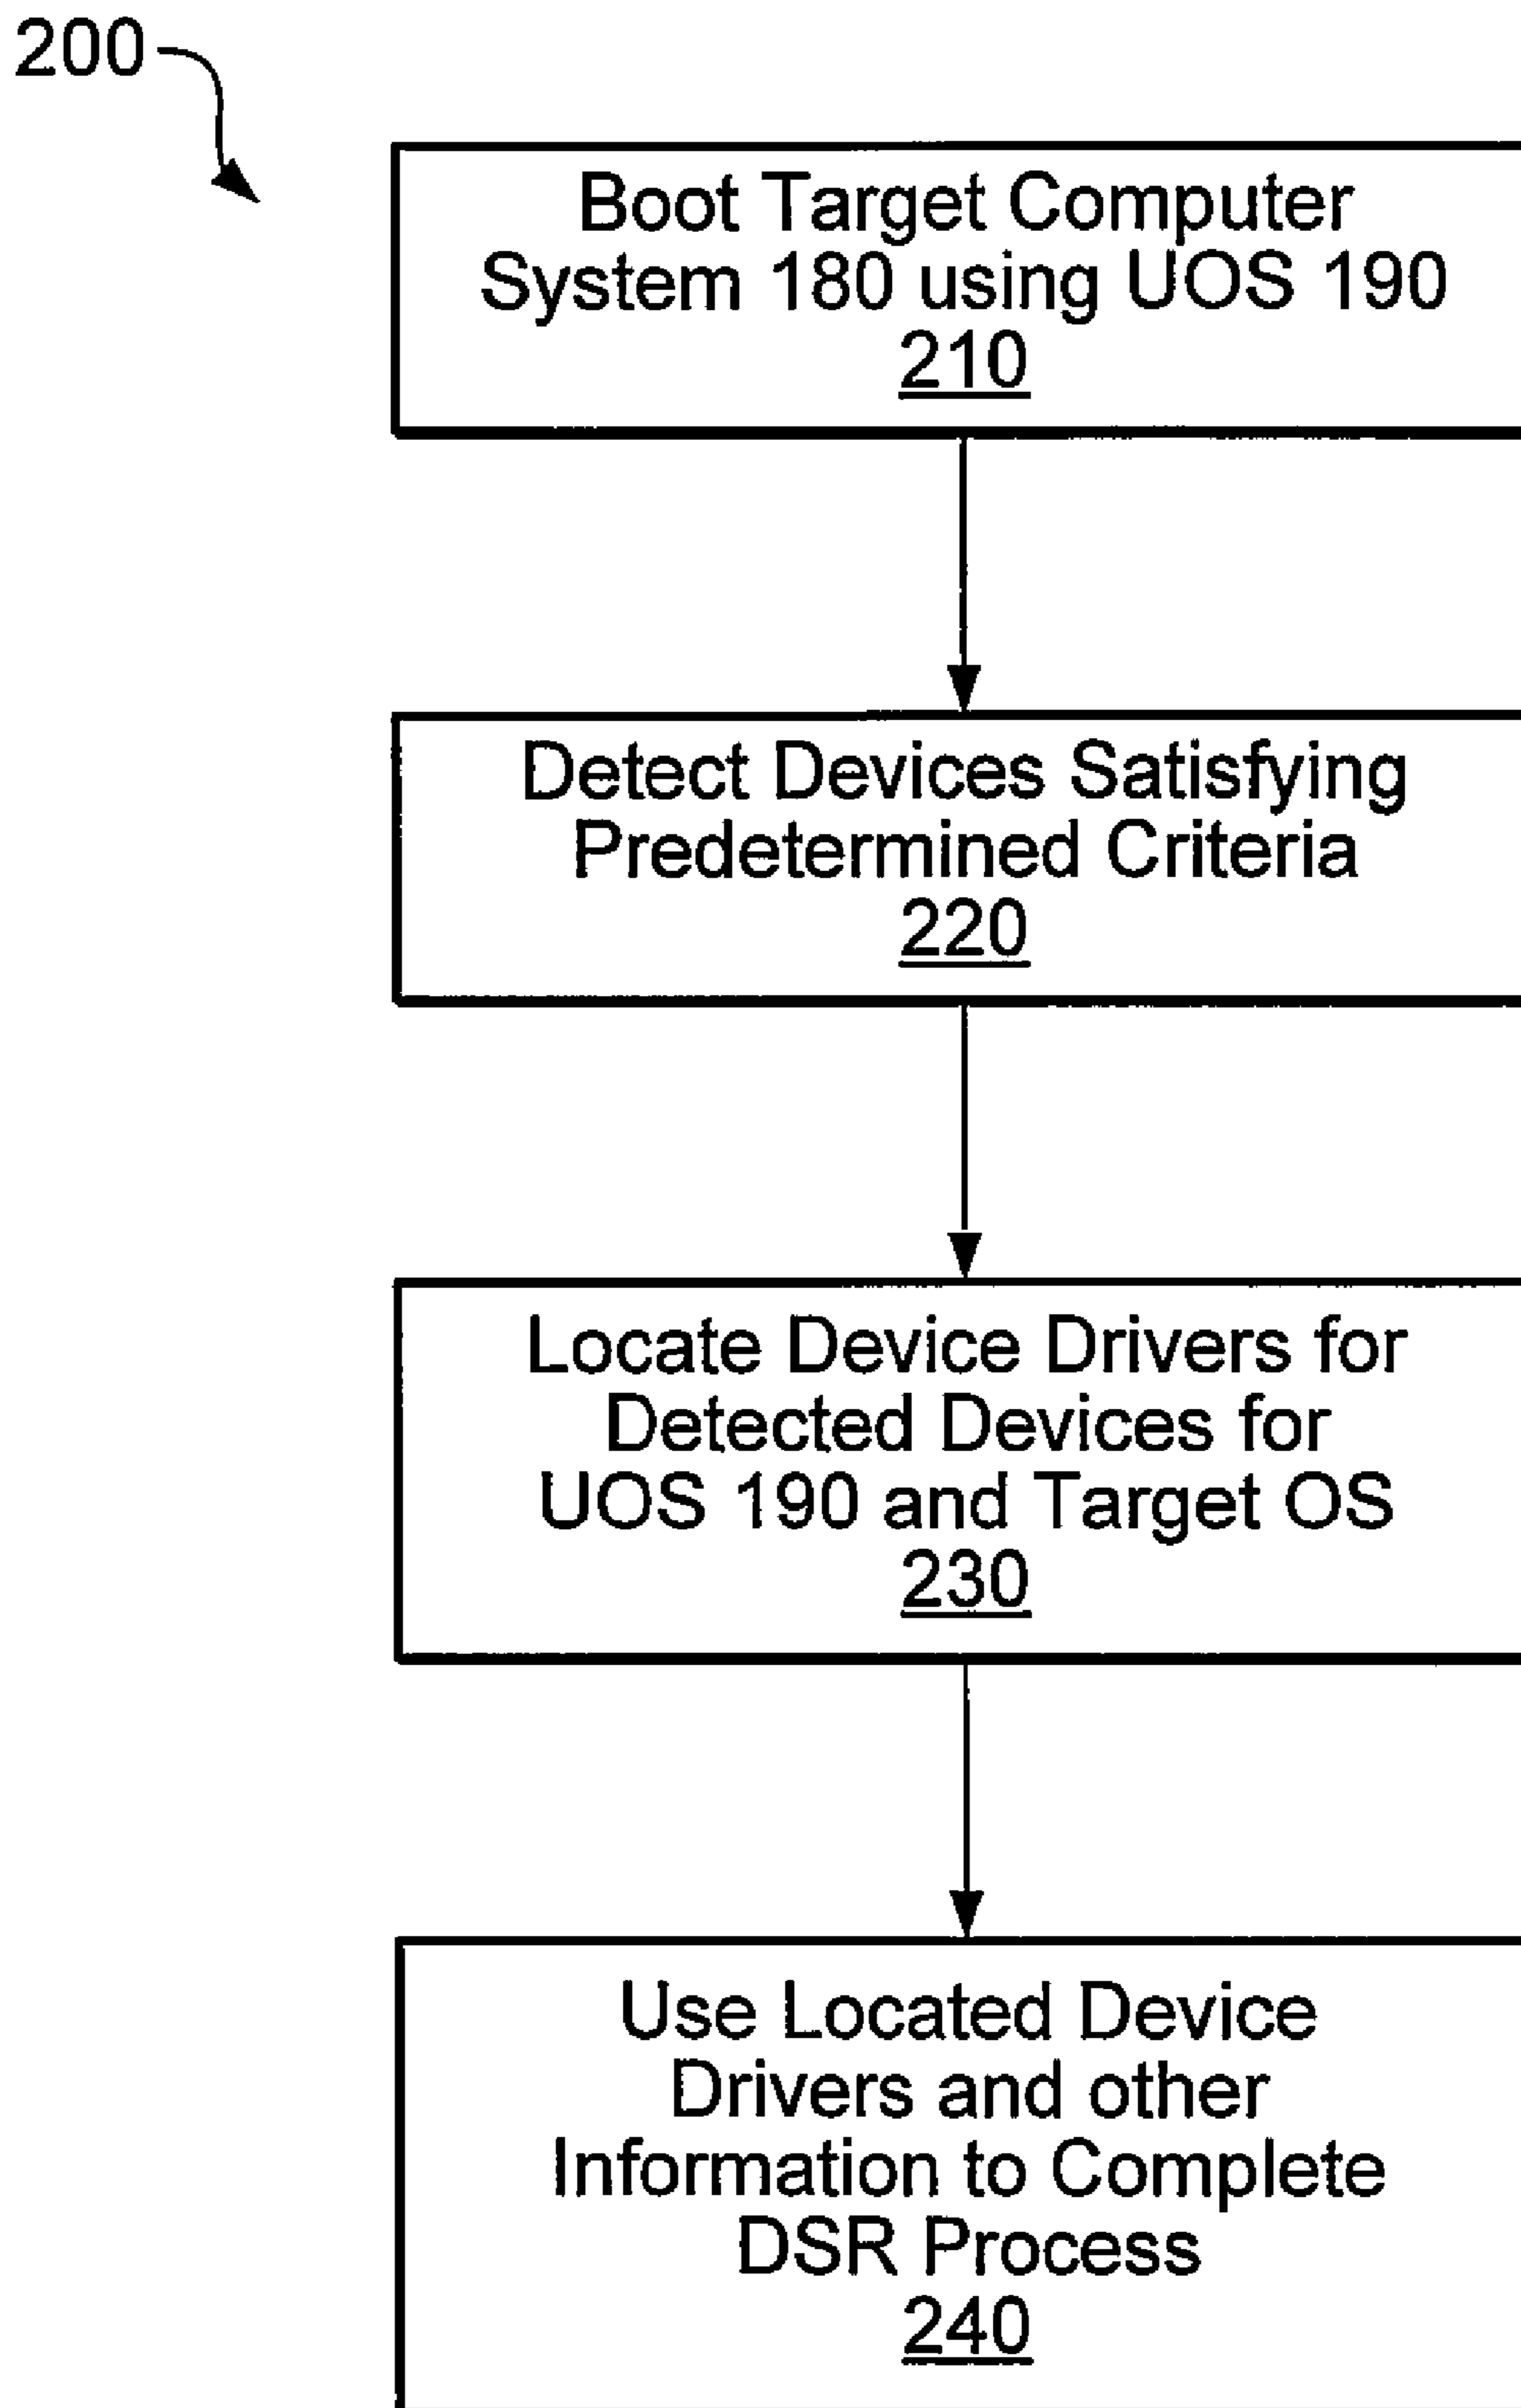 200
Boot Target Computer
System 180 using UOS 190
210
Detect Devices Satisfying
Predetermined Criteria
220
Locate Device Drivers for
Detected Devices for
UOS 190 and Target OS
230
Use Located Device
Drivers and other
Information to Complete
DSR Process
240